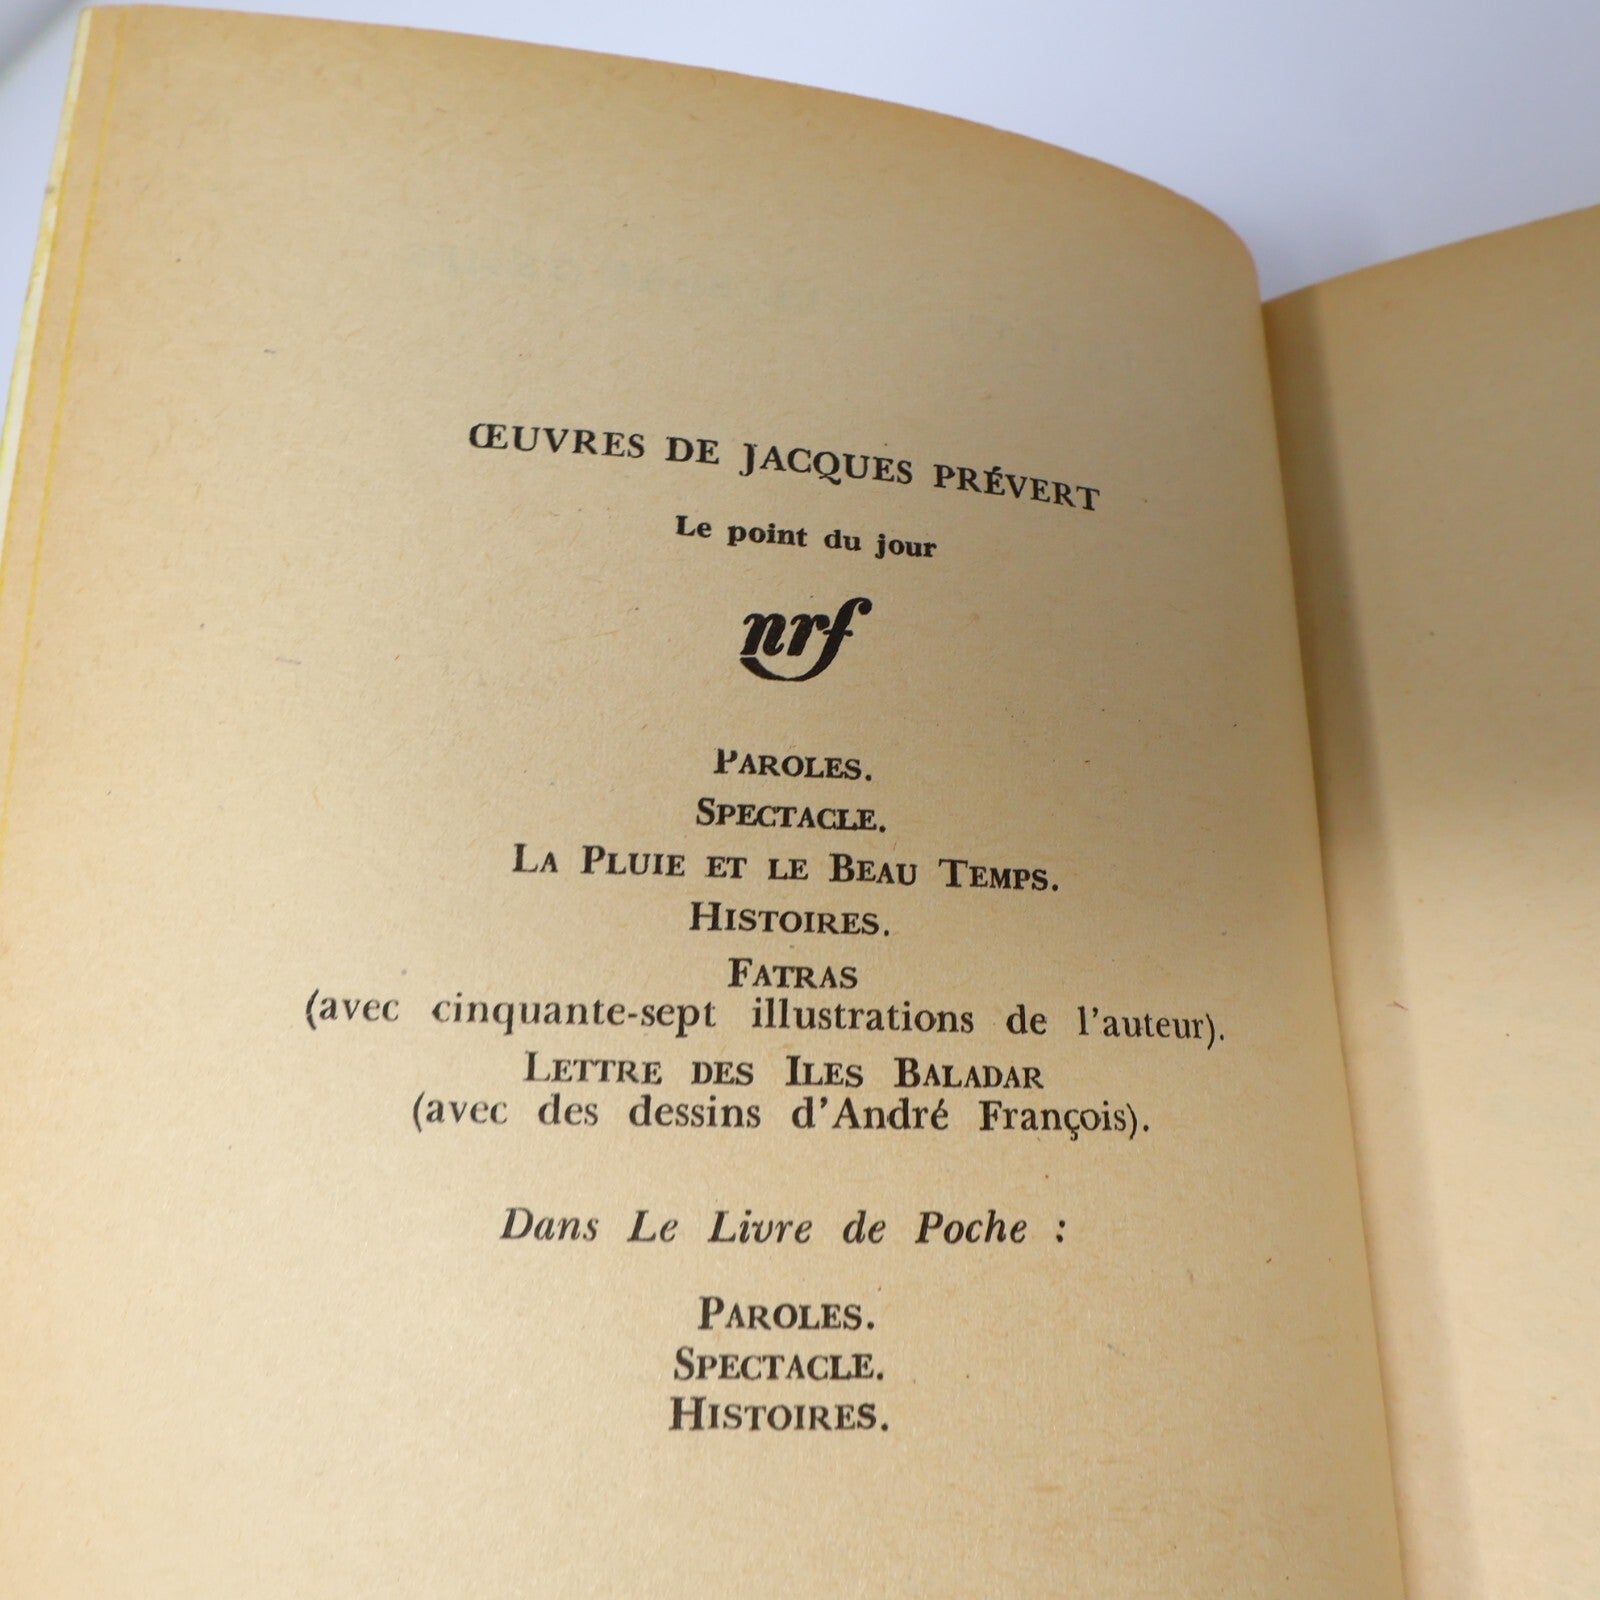 ŒUVRES DE JACQUES PRÉVERT
Le point du jour
nrf
PAROLES.
SPECTACLE.
LA PLUIE ET LE BEAU TEMPS.
HISTOIRES.
FATRAS
(avec cinquante-sept illustrations de l'auteur).
LETTRE DES ILES BALADAR
(avec des dessins d'André François).
Dans Le Livre de Poche :
PAROLES.
SPECTACLE.
HISTOIRES.